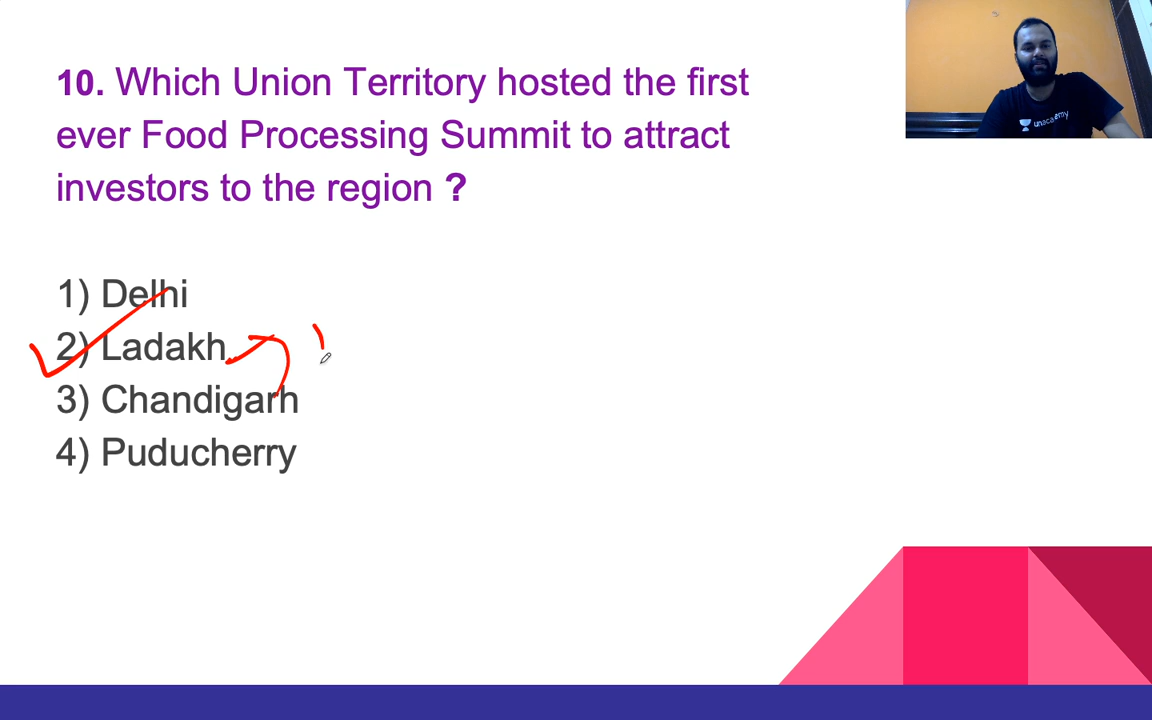 10. Which Union Territory hosted the first
ever Food Processing Summit to attract
investors to the region ?
1) Delhi
2) Ladakh
3) Chandigarh
4) Puducherry
unacademy